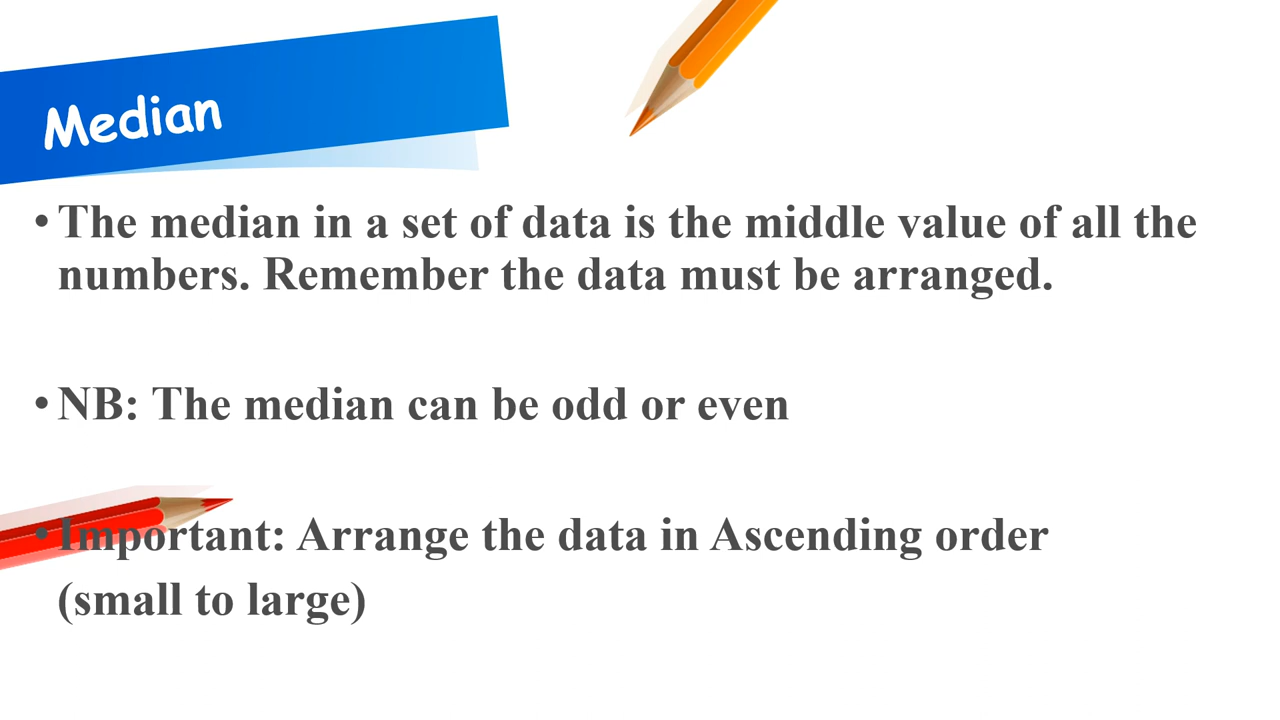 Median
• The median in a set of data is the middle value of all the
numbers. Remember the data must be arranged.
• NB: The median can be odd or even
• Important: Arrange the data in Ascending order
(small to large)